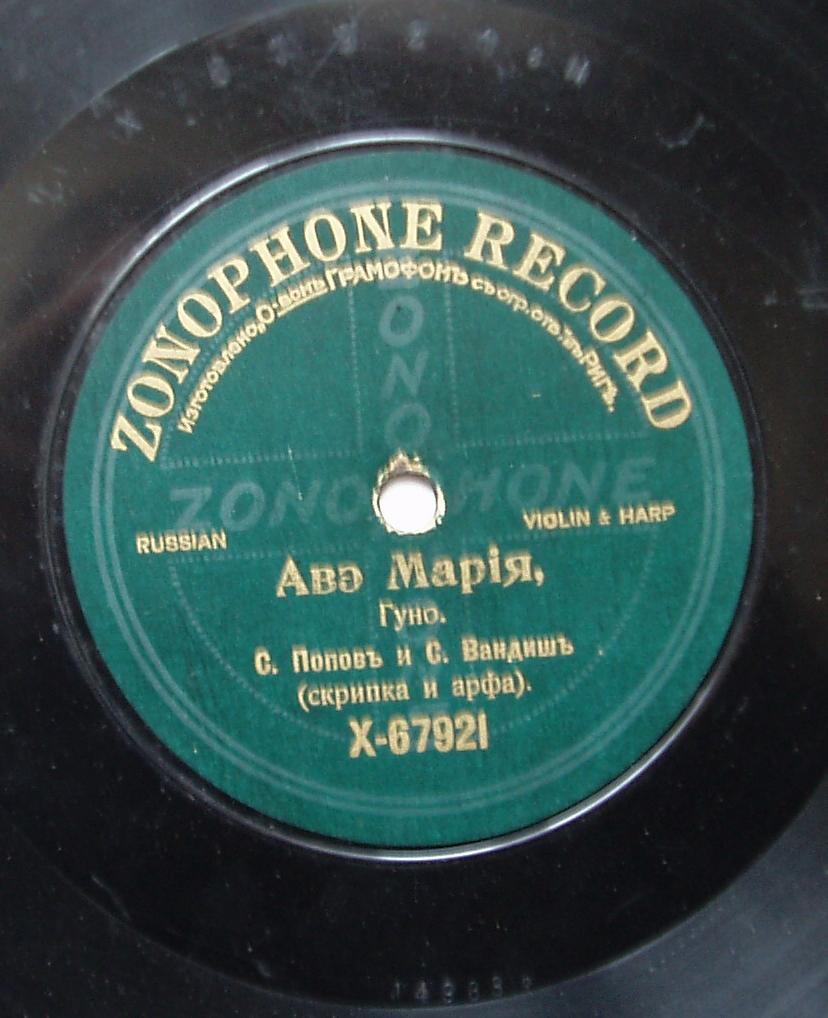 ZONOPHONE RECORD
Изготовлено „О-вомъ Грамофонъ съ огр. отв.” въ Ригѣ.
ZONOPHONE
RUSSIAN
VIOLIN & HARP
Авэ Марія,
Гуно.
С. Поповъ и С. Вандишъ
(скрипка и арфа).
X-67921